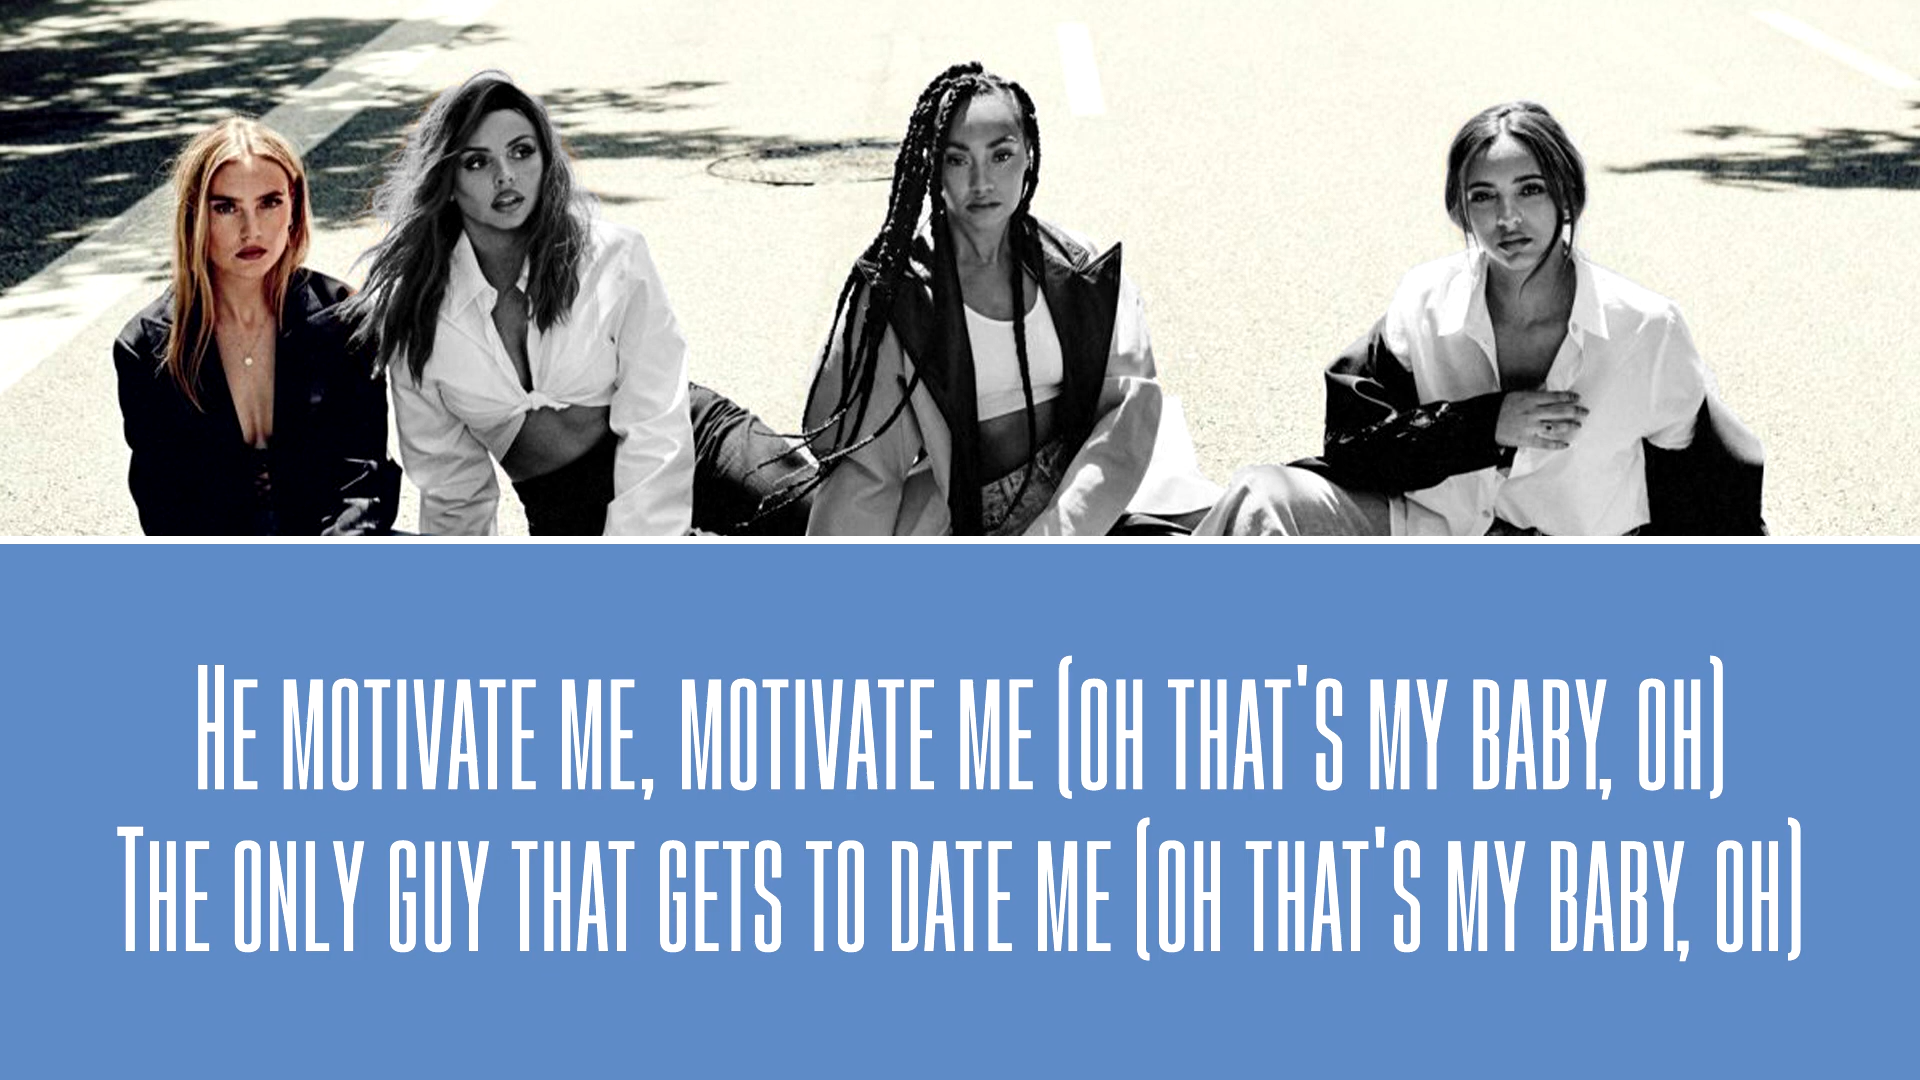 He motivate me, motivate me (oh that's my baby, oh)
The only guy that gets to date me (oh that's my baby, oh)